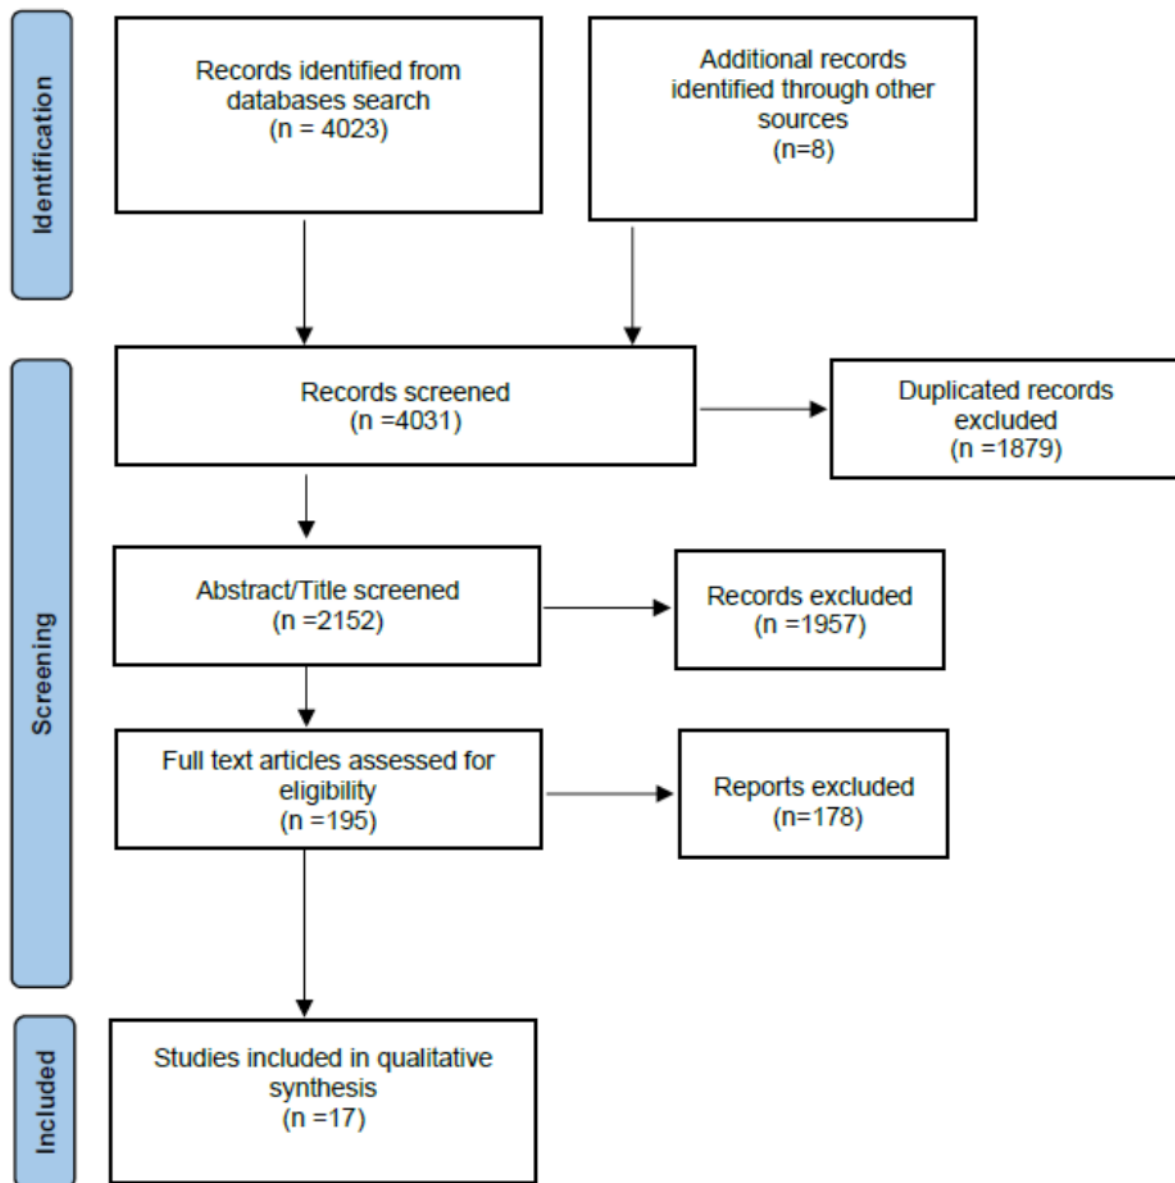 Identification
Records identified from
databases search
(n = 4023)
Additional records
identified through other
sources
(n=8)
Screening
Records screened
(n =4031)
Duplicated records
excluded
(n =1879)
Abstract/Title screened
(n =2152)
Records excluded
(n =1957)
Full text articles assessed for
eligibility
(n =195)
Reports excluded
(n=178)
Included
Studies included in qualitative
synthesis
(n =17)